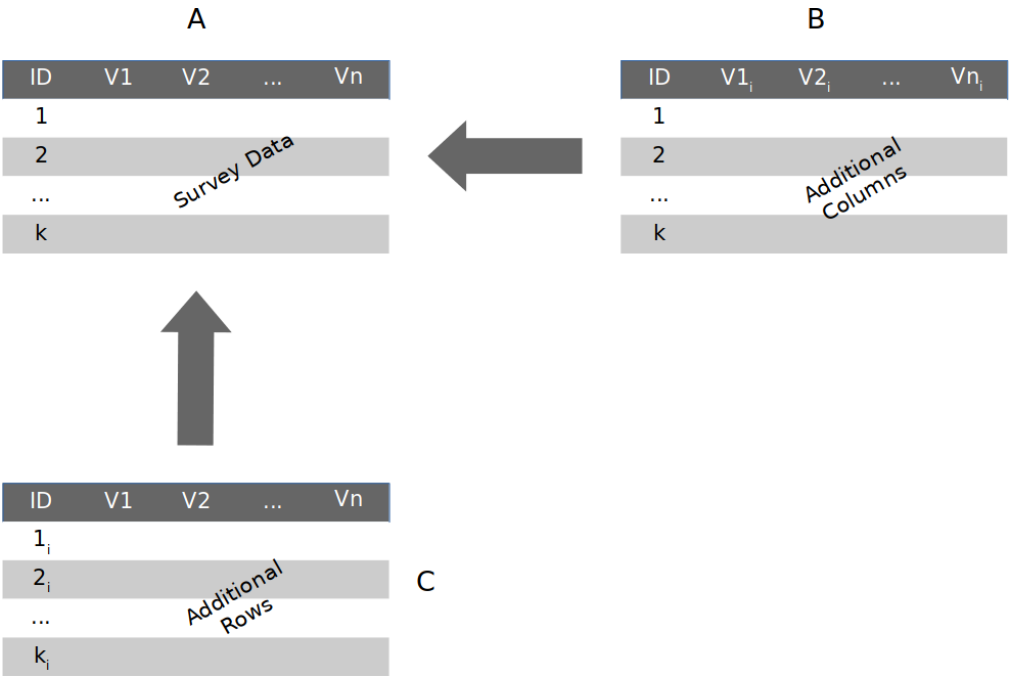 A
B
ID V1 V2 ... Vn
ID V1i V2i ... Vni
1
1
2
2
Survey Data
Additional
Columns
...
...
k
k
ID V1 V2 ... Vn
1i
2i
Additional
Rows
C
...
ki